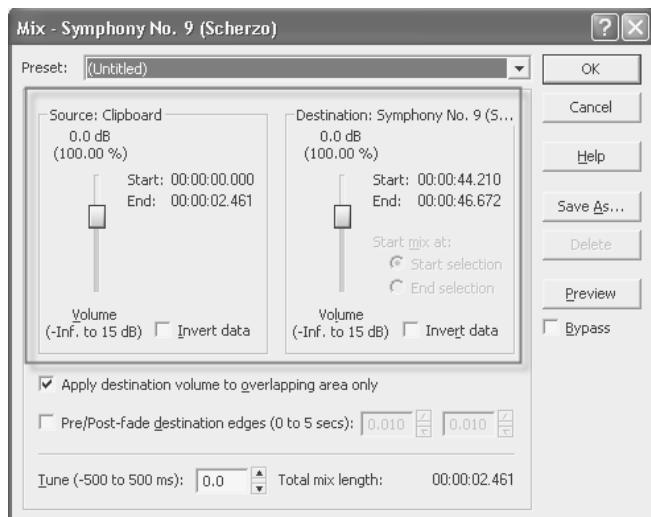 Mix - Symphony No. 9 (Scherzo)
Preset: (Untitled)
OK
Cancel
Help
Save As...
Delete
Preview
Bypass
Source: Clipboard
0.0 dB
(100.00 %)
Start: 00:00:00.000
End: 00:00:02.461
Volume
(-Inf. to 15 dB)
Invert data
Destination: Symphony No. 9 (S...
0.0 dB
(100.00 %)
Start: 00:00:44.210
End: 00:00:46.672
Start mix at:
Start selection
End selection
Volume
(-Inf. to 15 dB)
Invert data
Apply destination volume to overlapping area only
Pre/Post-fade destination edges (0 to 5 secs): 0.010 0.010
Tune (-500 to 500 ms): 0.0 Total mix length: 00:00:02.461